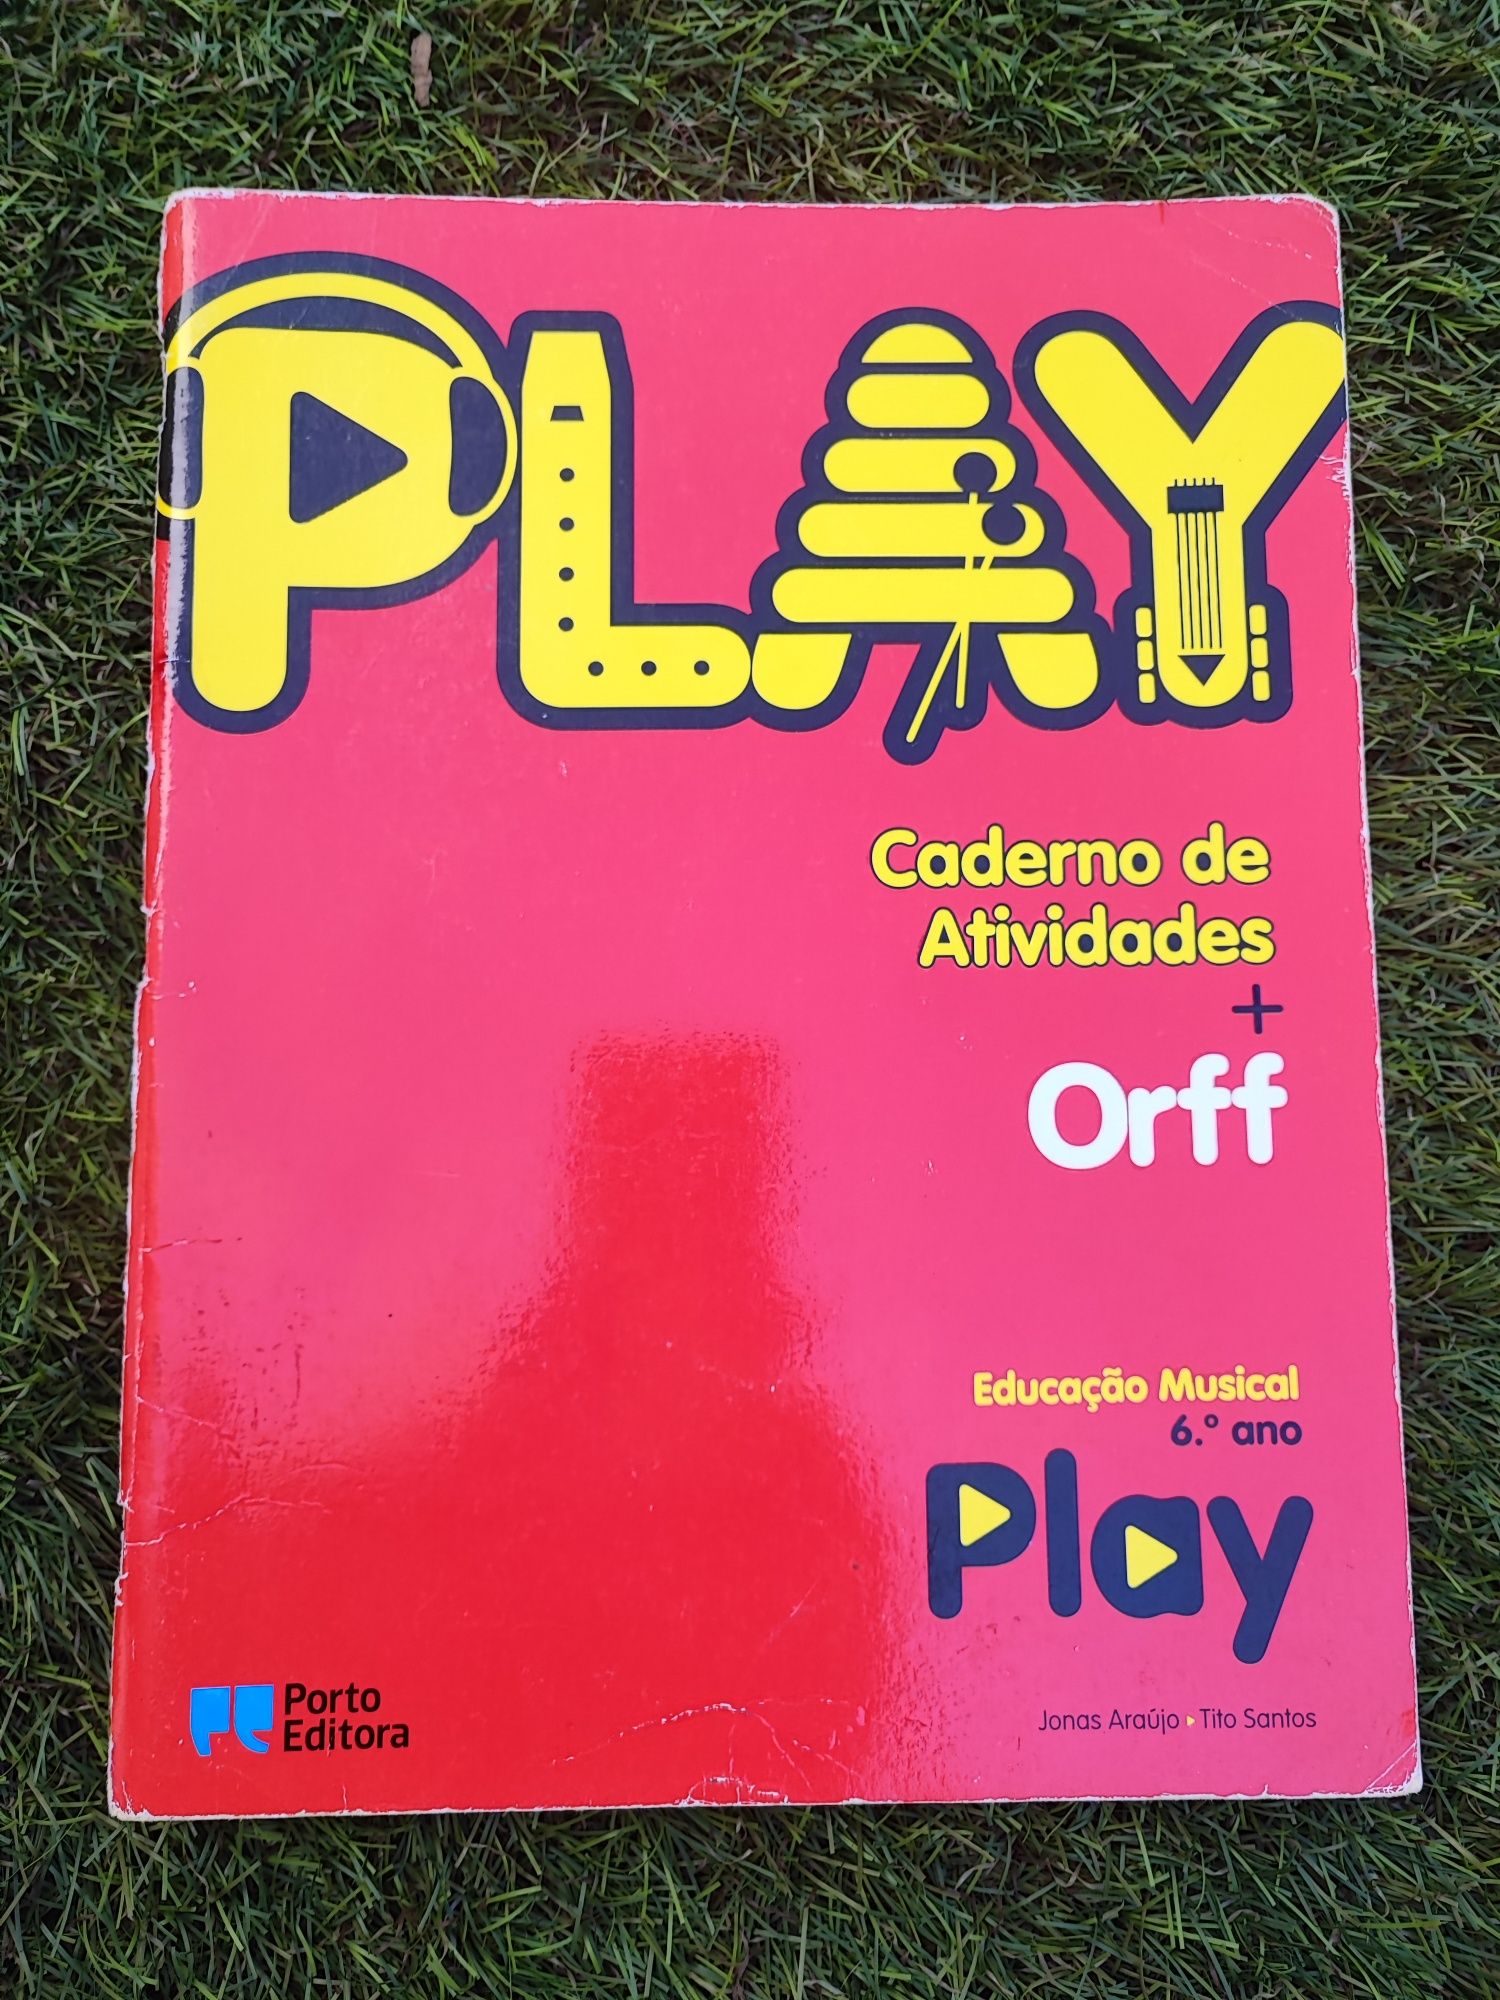 PLAY
Caderno de
Atividades
+
Orff
Educação Musical
6.º ano
Play
Jonas Araújo ▸ Tito Santos
Porto
Editora